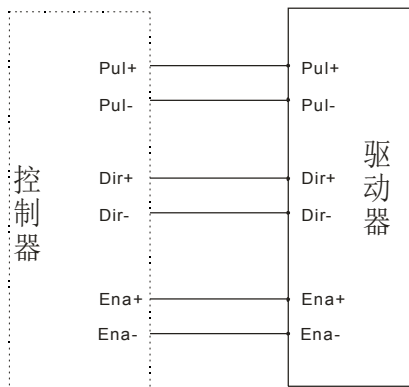 控制器
Pul+
Pul-
Dir+
Dir-
Ena+
Ena-
Pul+
Pul-
Dir+
Dir-
Ena+
Ena-
驱动器